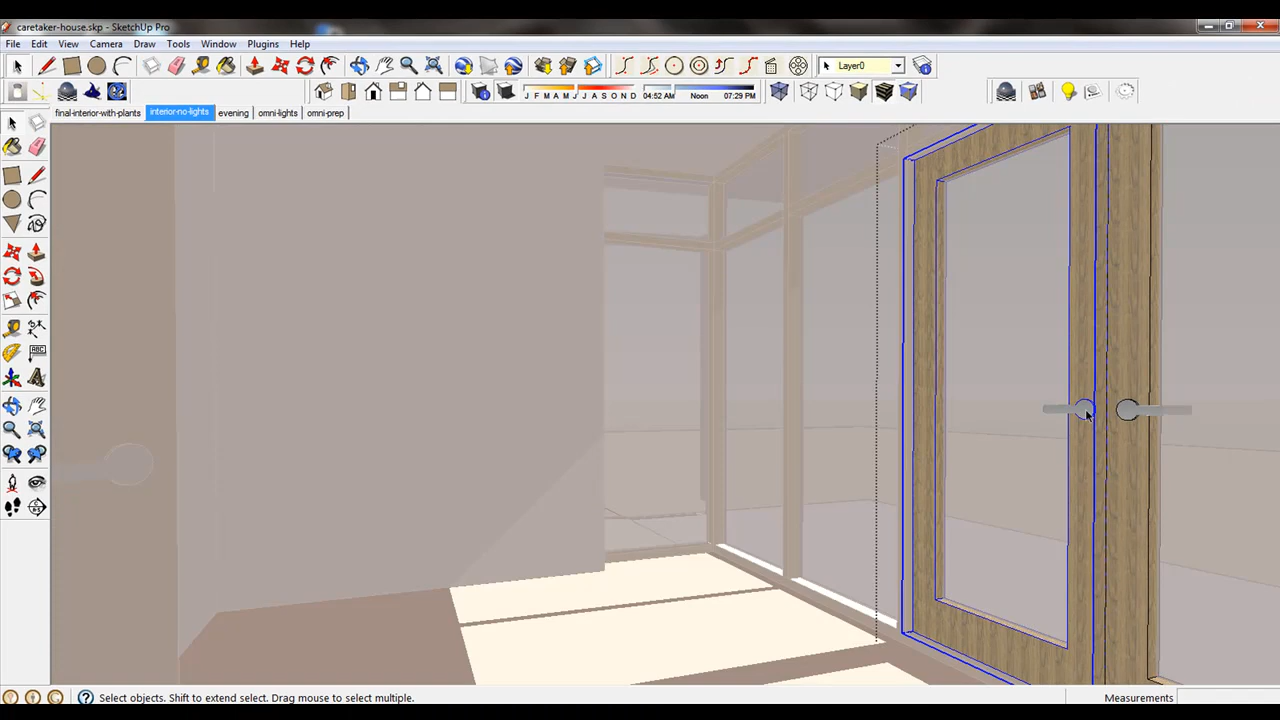 caretaker-house.skp - SketchUp Pro
File Edit View Camera Draw Tools Window Plugins Help
Layer0
J F M A M J J A S O N D 04:52 AM Noon 07:29 PM
final-interior-with-plants interior-no-lights evening omni-lights omni-prep
ABC
Select objects. Shift to extend select. Drag mouse to select multiple. Measurements